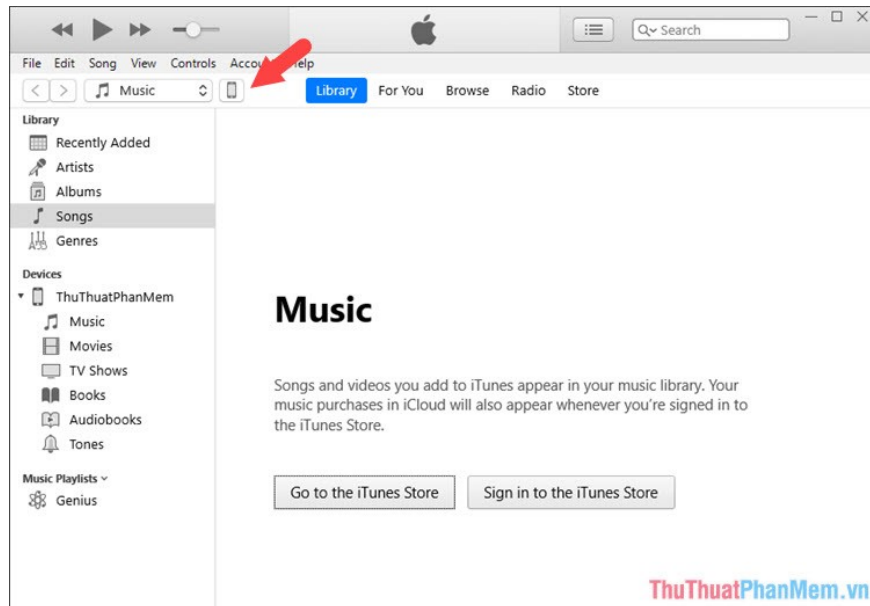 Search
File Edit Song View Controls Accou elp
Music
Library For You Browse Radio Store
Library
Recently Added
Artists
Albums
Songs
Genres
Devices
ThuThuatPhanMem
Music
Movies
TV Shows
Books
Audiobooks
Tones
Music Playlists
Genius
Music
Songs and videos you add to iTunes appear in your music library. Your
music purchases in iCloud will also appear whenever you're signed in to
the iTunes Store.
Go to the iTunes Store Sign in to the iTunes Store
ThuThuatPhanMem.vn